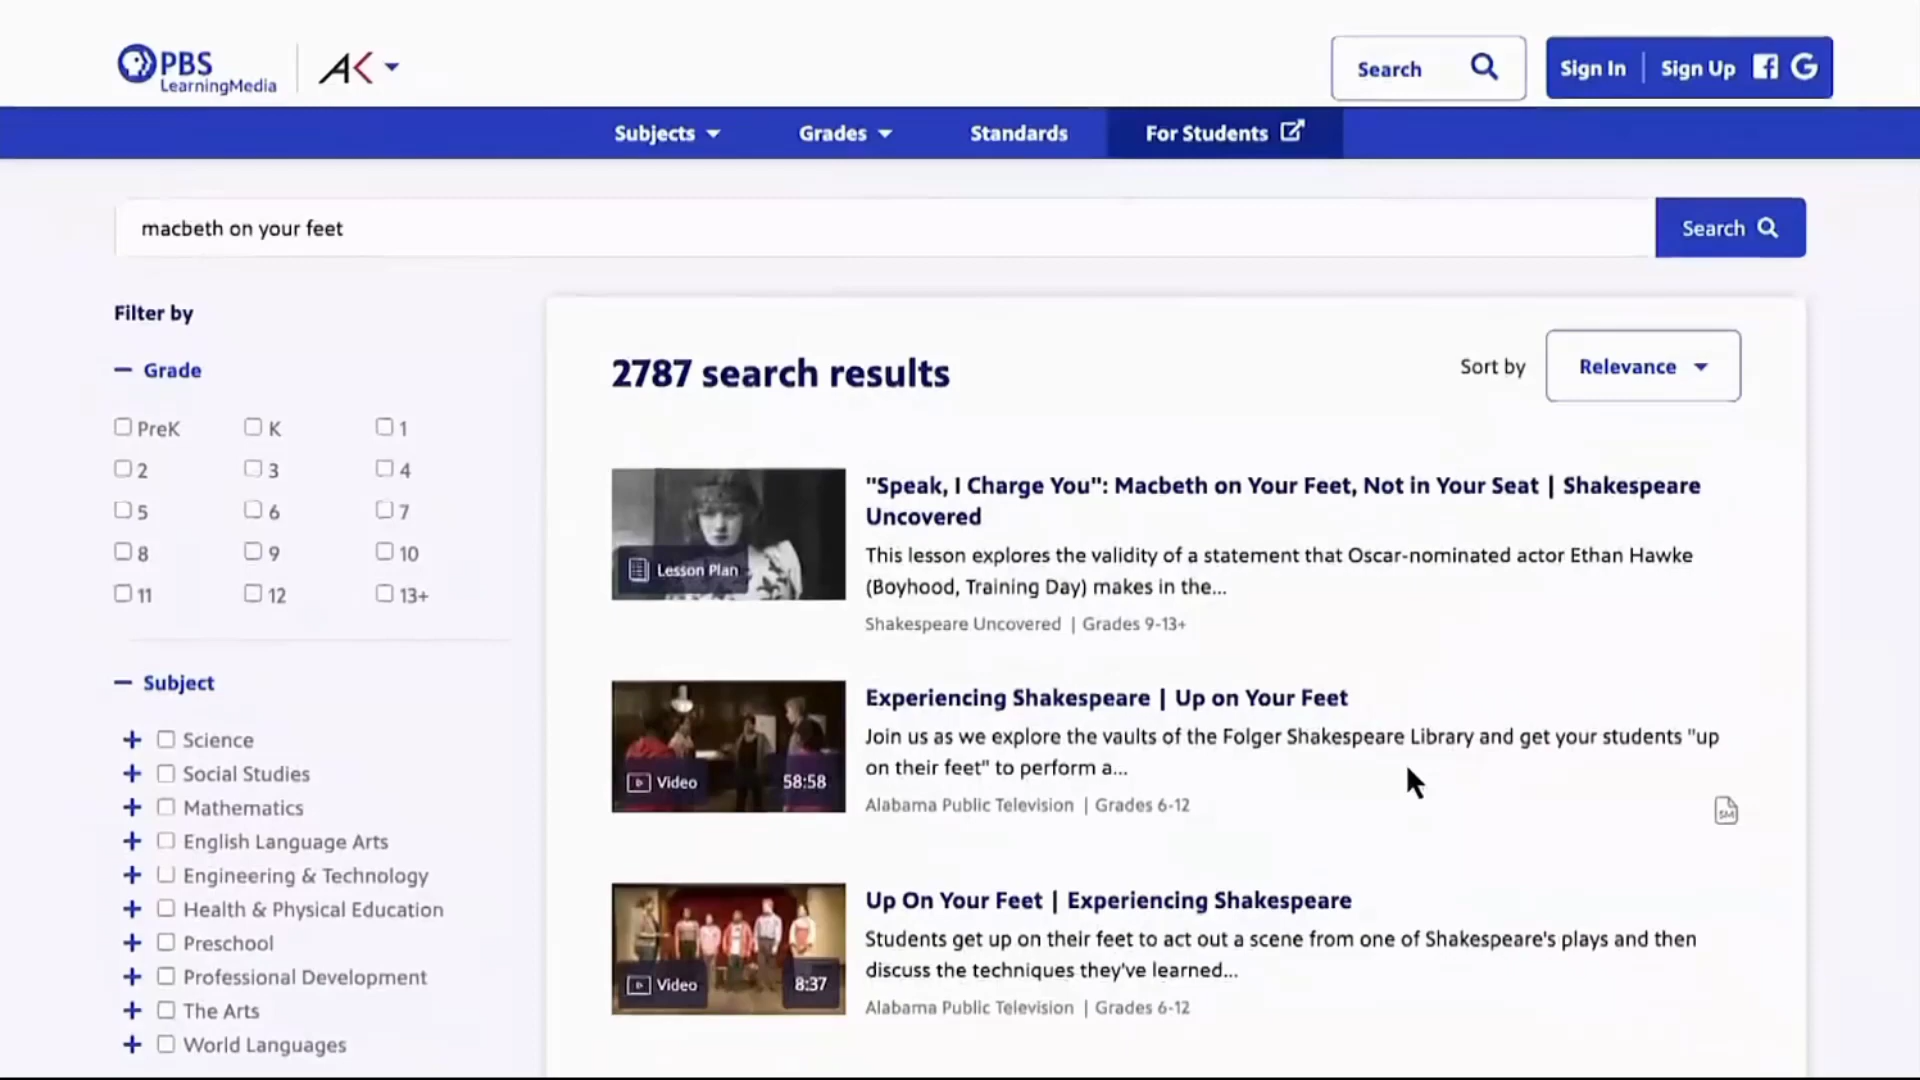 PBS
LearningMedia
AK
Search
Sign In
Sign Up
Subjects
Grades
Standards
For Students
macbeth on your feet
Search
Filter by
Grade
PreK
K
1
2
3
4
5
6
7
8
9
10
11
12
13+
Subject
Science
Social Studies
Mathematics
English Language Arts
Engineering & Technology
Health & Physical Education
Preschool
Professional Development
The Arts
World Languages
2787 search results
Sort by
Relevance
Lesson Plan
"Speak, I Charge You": Macbeth on Your Feet, Not in Your Seat | Shakespeare
Uncovered
This lesson explores the validity of a statement that Oscar-nominated actor Ethan Hawke
(Boyhood, Training Day) makes in the...
Shakespeare Uncovered | Grades 9-13+
Video
58:58
Experiencing Shakespeare | Up on Your Feet
Join us as we explore the vaults of the Folger Shakespeare Library and get your students "up
on their feet" to perform a...
Alabama Public Television | Grades 6-12
SM
Video
8:37
Up On Your Feet | Experiencing Shakespeare
Students get up on their feet to act out a scene from one of Shakespeare's plays and then
discuss the techniques they've learned...
Alabama Public Television | Grades 6-12